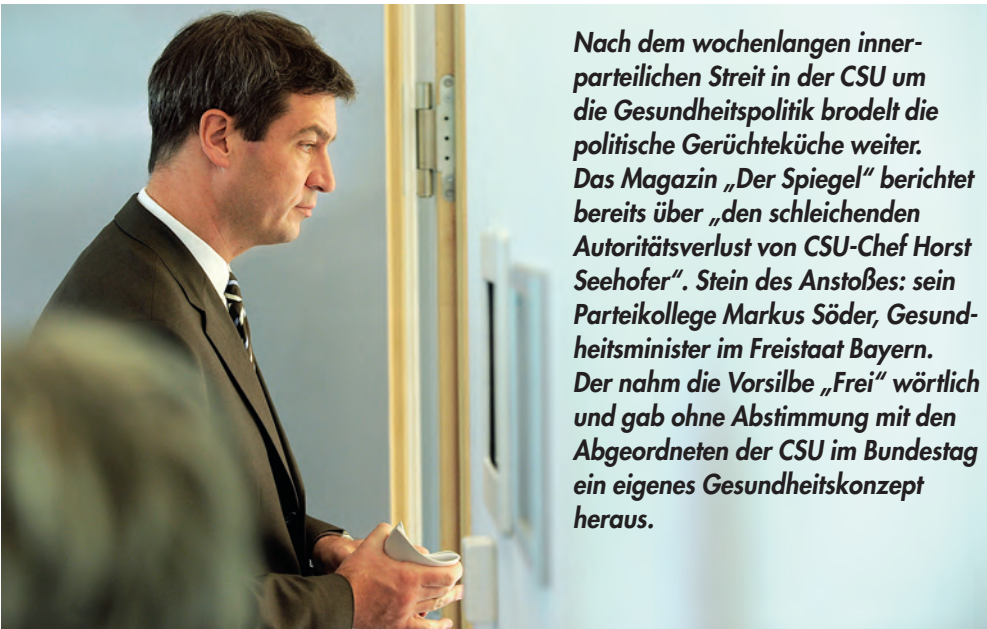 Nach dem wochenlangen inner-
parteilichen Streit in der CSU um
die Gesundheitspolitik brodelt die
politische Gerüchteküche weiter.
Das Magazin „Der Spiegel“ berichtet
bereits über „den schleichenden
Autoritätsverlust von CSU-Chef Horst
Seehofer“. Stein des Anstoßes: sein
Parteikollege Markus Söder, Gesund-
heitsminister im Freistaat Bayern.
Der nahm die Vorsilbe „Frei“ wörtlich
und gab ohne Abstimmung mit den
Abgeordneten der CSU im Bundestag
ein eigenes Gesundheitskonzept
heraus.